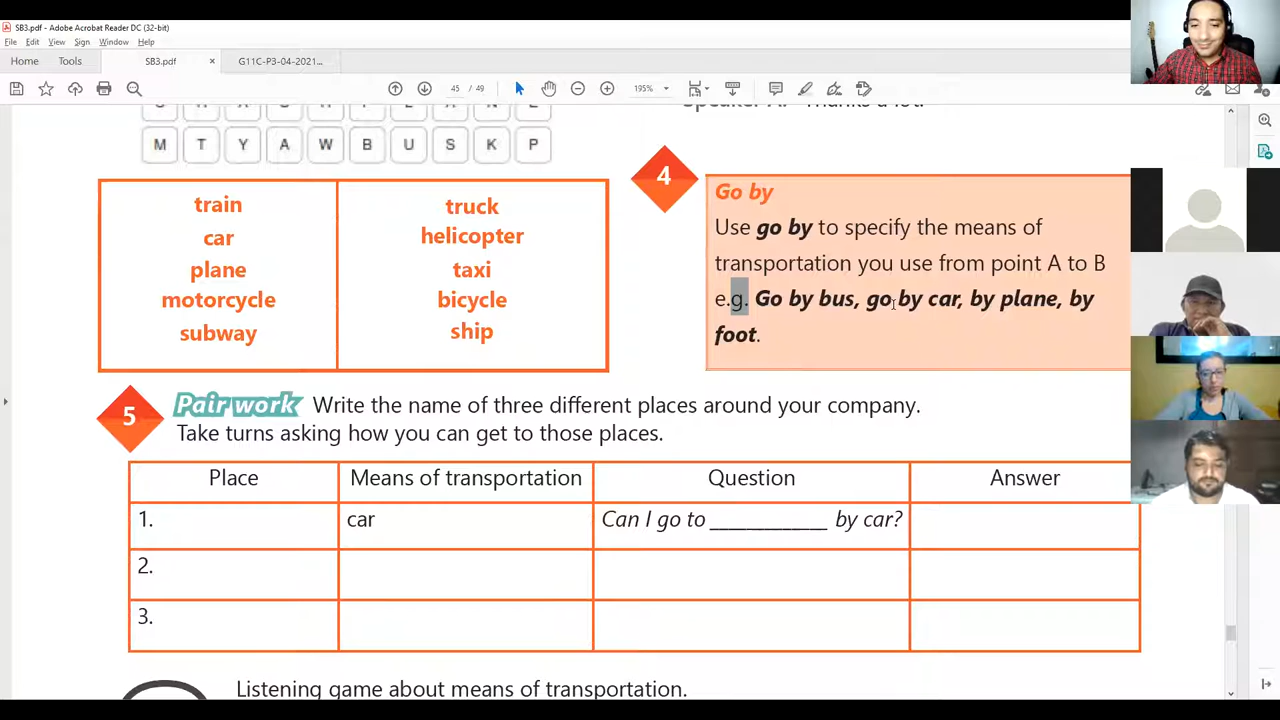 SB3.pdf - Adobe Acrobat Reader DC (32-bit)
File Edit View Sign Window Help
Home Tools SB3.pdf × G11C-P3-04-2021...
45 / 49 195%
M T Y A W B U S K P
Thanks a lot.
train
car
plane
motorcycle
subway
truck
helicopter
taxi
bicycle
ship
4
Go by
Use go by to specify the means of
transportation you use from point A to B
e.g. Go by bus, go by car, by plane, by
foot.
5
Pair work Write the name of three different places around your company.
Take turns asking how you can get to those places.
Place Means of transportation Question Answer
1. car Can I go to _____________ by car?
2.
3.
Listening game about means of transportation.